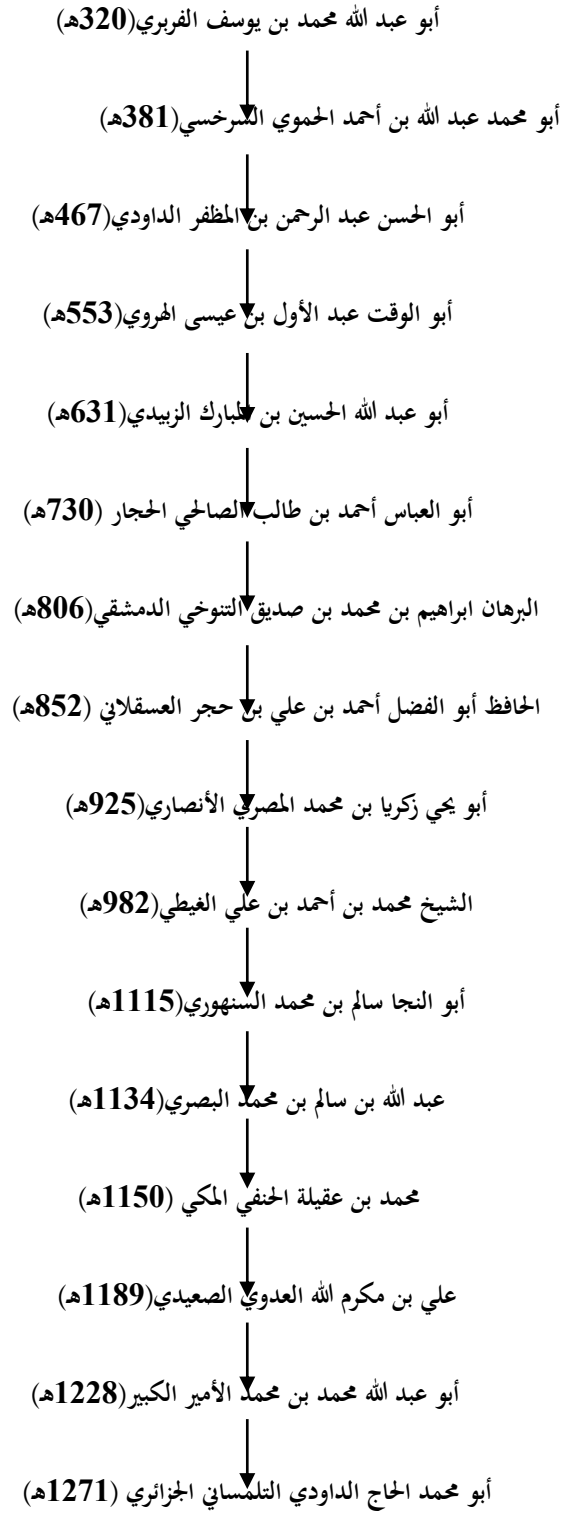 أبو عبد الله محمد بن يوسف الفربري(320هـ)
أبو محمد عبد الله بن أحمد الحموي السرخسي(381هـ)
أبو الحسن عبد الرحمن بن المظفر الداودي(467هـ)
أبو الوقت عبد الأول بن عيسى الهروي(553هـ)
أبو عبد الله الحسين بن المبارك الزبيدي(631هـ)
أبو العباس أحمد بن طالب الصالحي الحجار (730هـ)
البرهان ابراهيم بن محمد بن صديق التنوخي الدمشقي(806هـ)
الحافظ أبو الفضل أحمد بن علي بن حجر العسقلاني (852هـ)
أبو يحي زكريا بن محمد المصري الأنصاري(925هـ)
الشيخ محمد بن أحمد بن علي الغيطي(982هـ)
أبو النجا سالم بن محمد السنهوري(1115هـ)
عبد الله بن سالم بن محمد البصري(1134هـ)
محمد بن عقيلة الحنفي المكي (1150هـ)
علي بن مكرم الله العدوي الصعيدي(1189هـ)
أبو عبد الله محمد بن محمد الأمير الكبير(1228هـ)
أبو محمد الحاج الداودي التلمساني الجزائري (1271هـ)